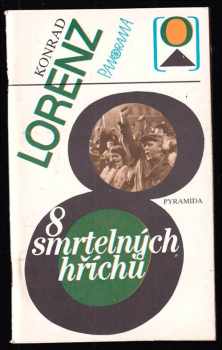 KONRAD
LORENZ
PANORAMA
PYRAMIDA
8
smrtelných
hříchů